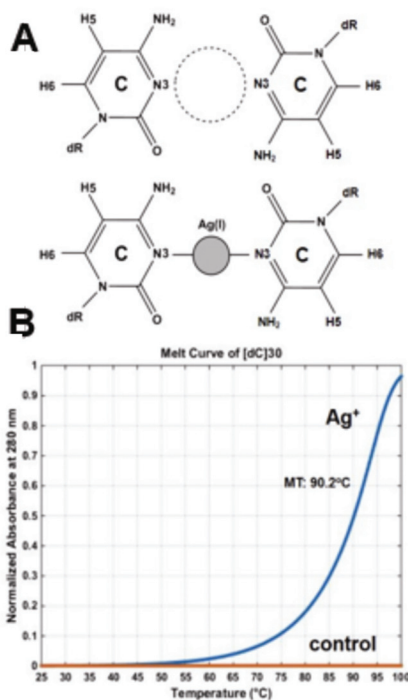 A
H5
NH₂
O
N
dR
H6
C
N3
N3
C
H6
N
dR
O
NH₂
H5
H5
NH₂
Ag(I)
O
N
dR
H6
C
N3
N3
C
H6
N
dR
O
NH₂
H5
B
Melt Curve of [dC]30
Normalized Absorbance at 280 nm
1
0.9
0.8
0.7
0.6
0.5
0.4
0.3
0.2
0.1
0
Ag⁺
MT: 90.2°C
control
25 30 35 40 45 50 55 60 65 70 75 80 85 90 95 100
Temperature (°C)